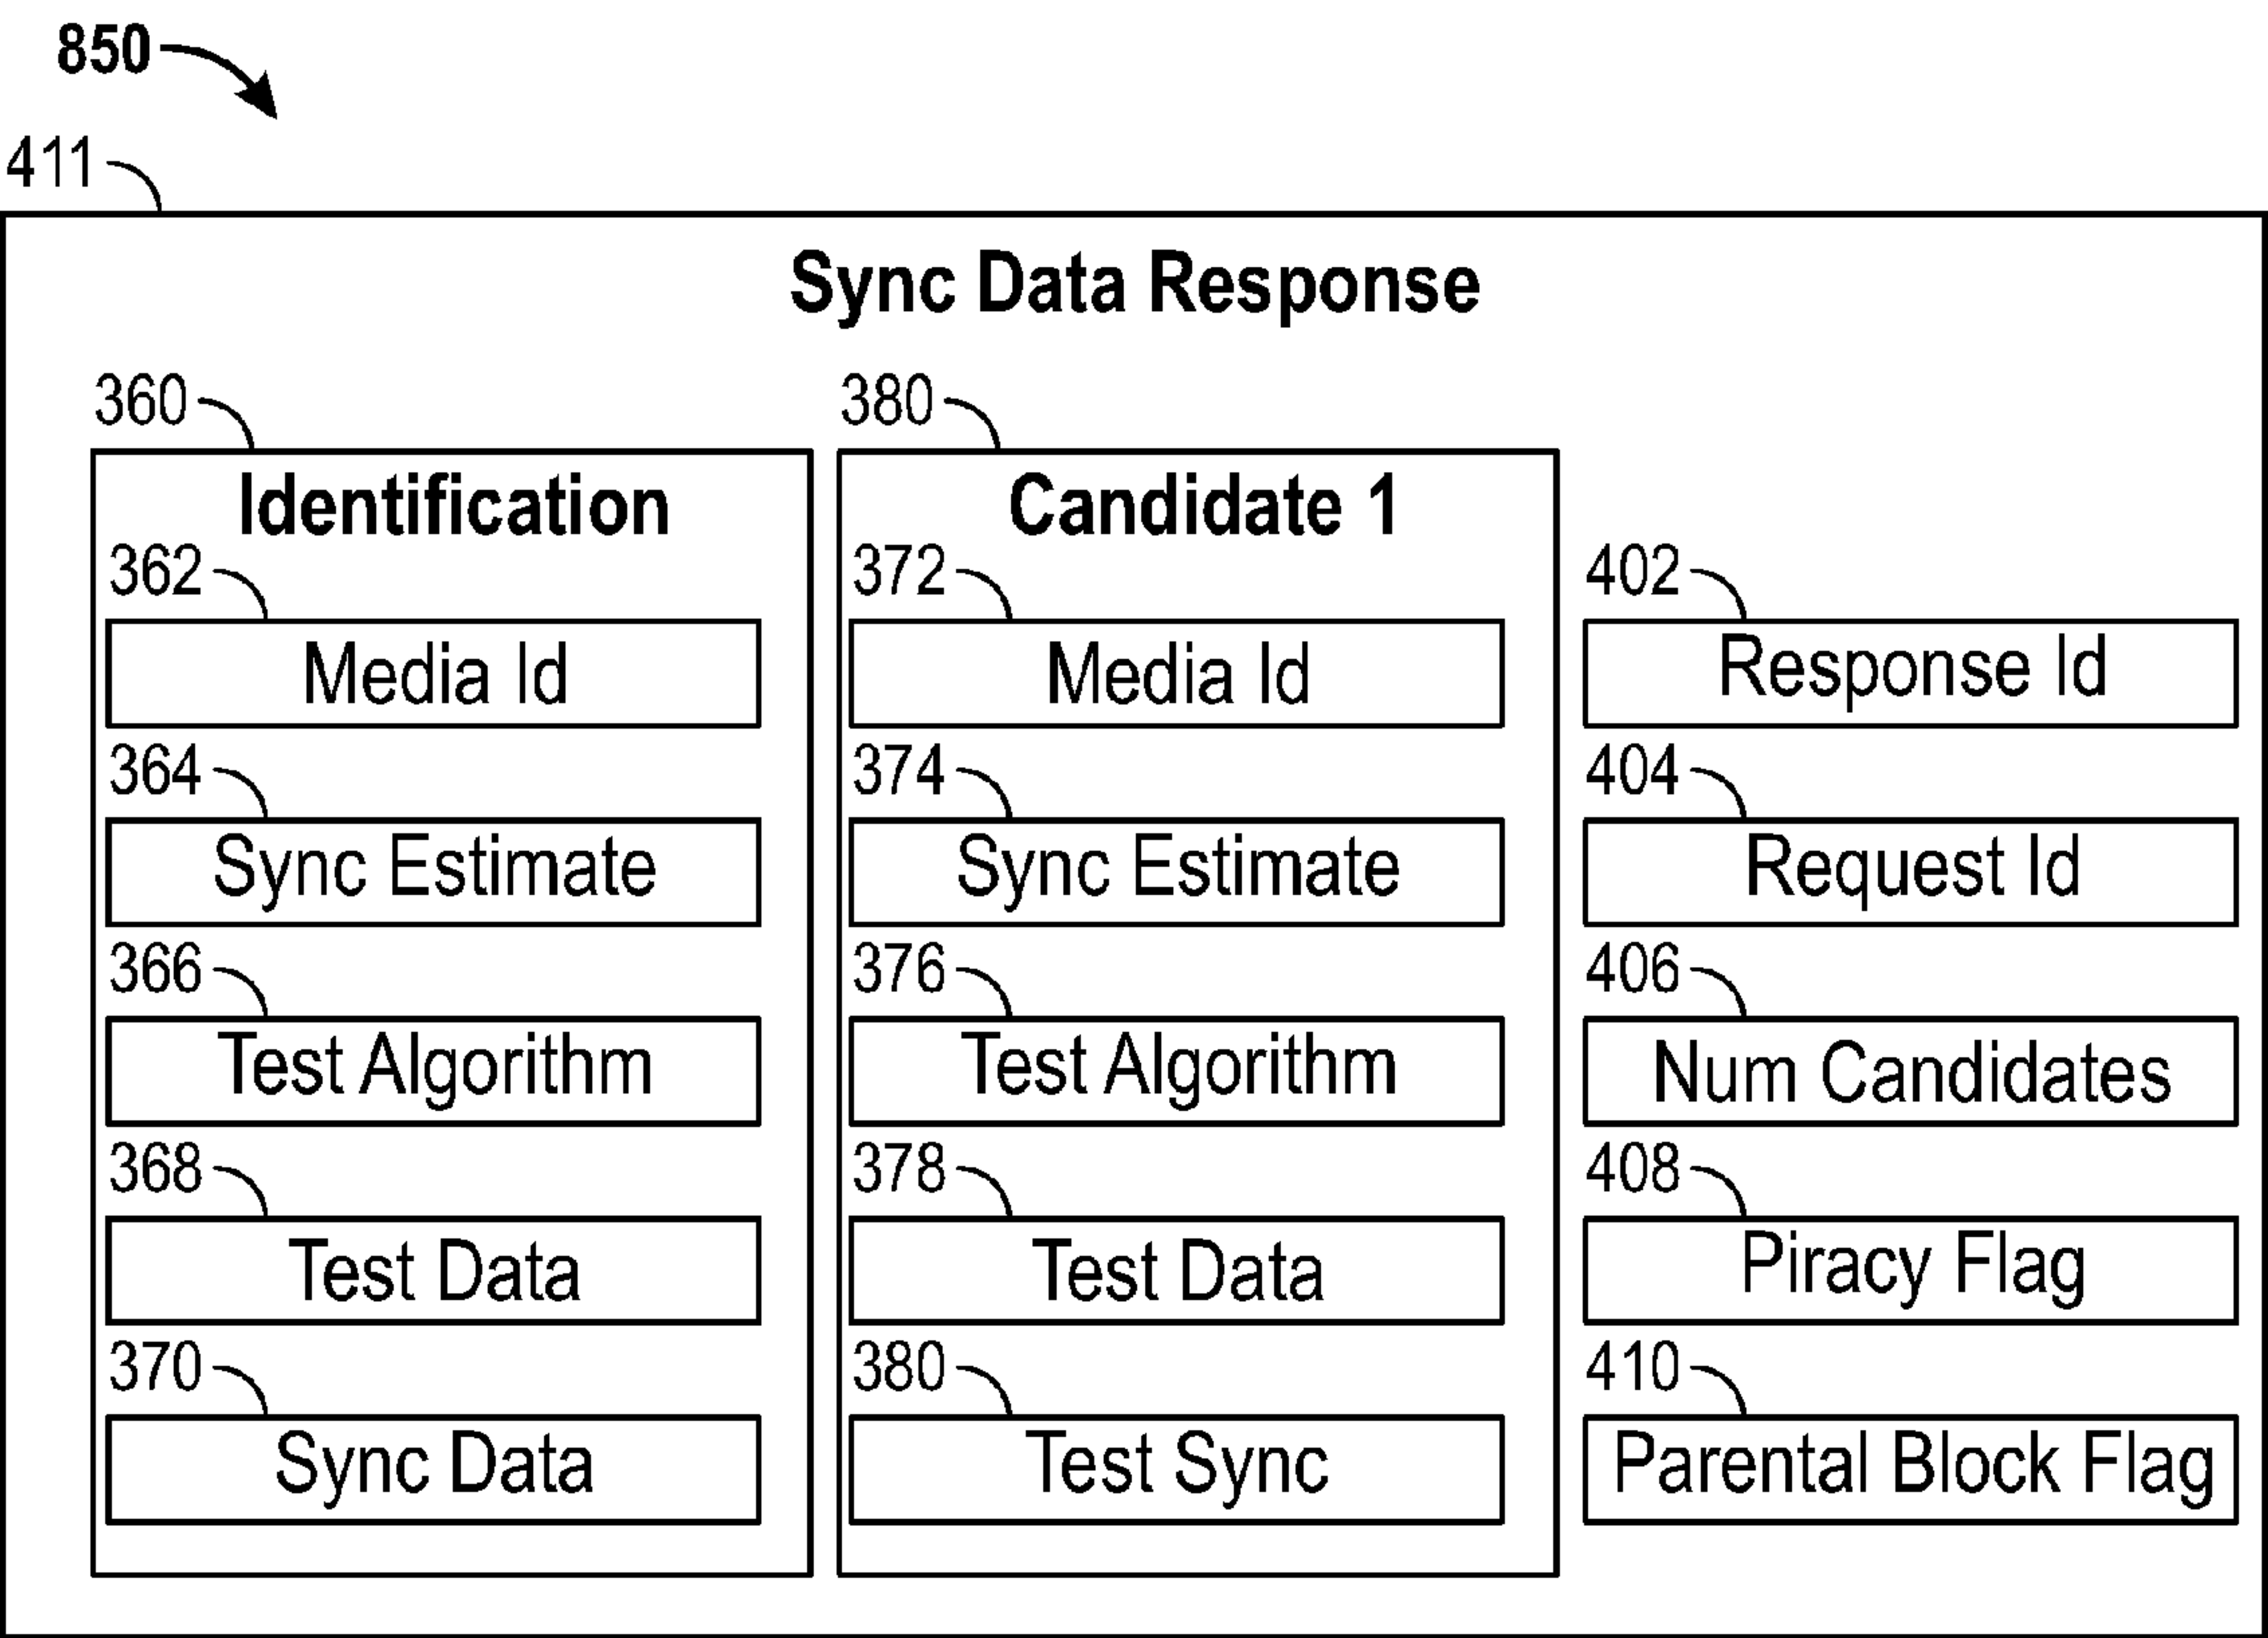 850
411
Sync Data Response
360
Identification
362
Media Id
364
Sync Estimate
366
Test Algorithm
368
Test Data
370
Sync Data
380
Candidate 1
372
Media Id
374
Sync Estimate
376
Test Algorithm
378
Test Data
380
Test Sync
402
Response Id
404
Request Id
406
Num Candidates
408
Piracy Flag
410
Parental Block Flag